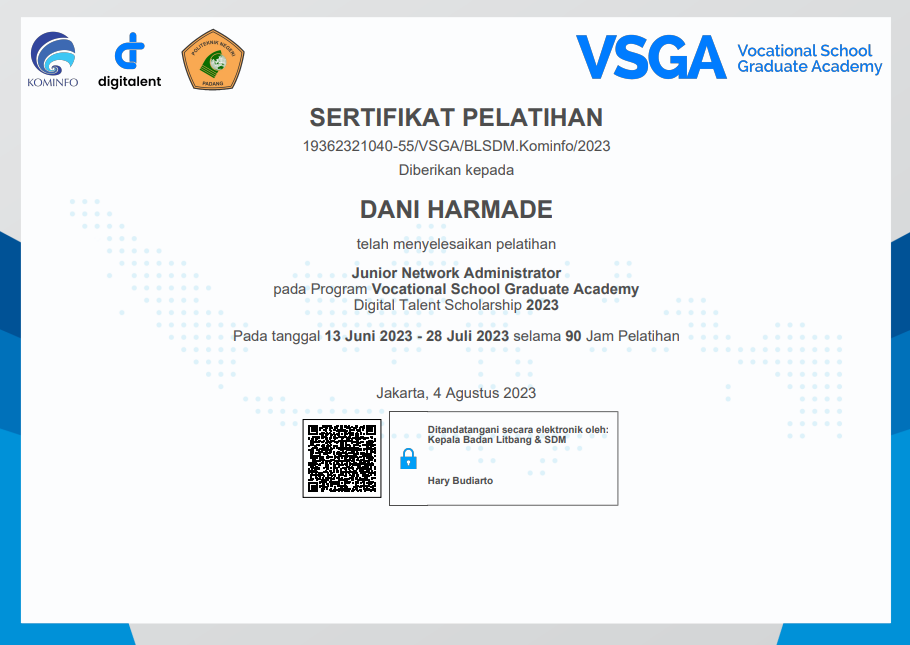 KOMINFO
digitalent
POLITEKNIK NEGERI
PADANG
VSGA
Vocational School
Graduate Academy
SERTIFIKAT PELATIHAN
19362321040-55/VSGA/BLSDM.Kominfo/2023
Diberikan kepada
DANI HARMADE
telah menyelesaikan pelatihan
Junior Network Administrator
pada Program Vocational School Graduate Academy
Digital Talent Scholarship 2023
Pada tanggal 13 Juni 2023 - 28 Juli 2023 selama 90 Jam Pelatihan
Jakarta, 4 Agustus 2023
Ditandatangani secara elektronik oleh:
Kepala Badan Litbang & SDM
Hary Budiarto